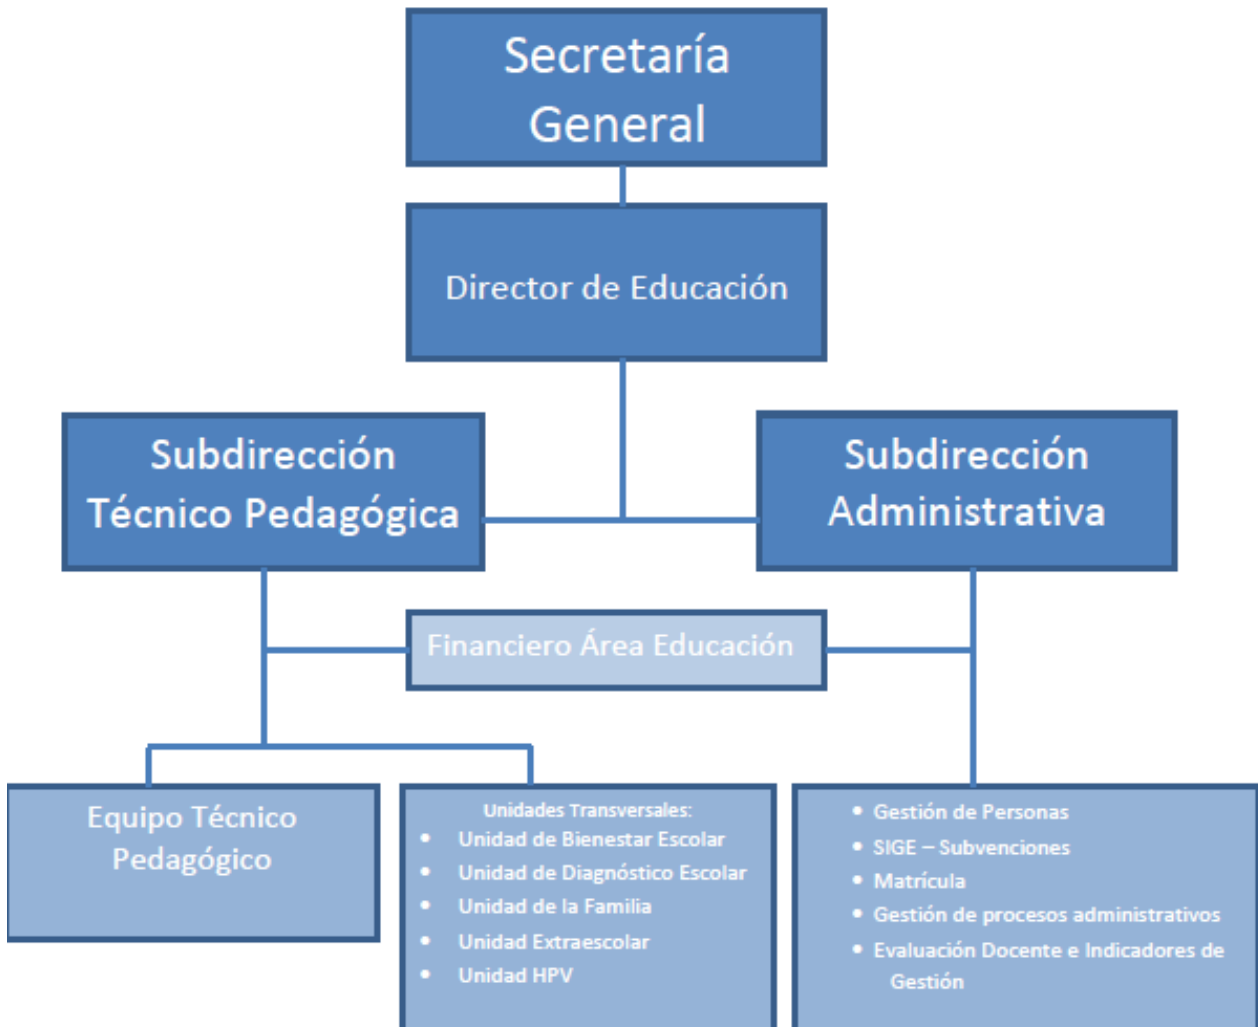 Secretaría
General
Director de Educación
Subdirección
Técnico Pedagógica
Subdirección
Administrativa
Financiero Área Educación
Equipo Técnico
Pedagógico
Unidades Transversales:
• Unidad de Bienestar Escolar
• Unidad de Diagnóstico Escolar
• Unidad de la Familia
• Unidad Extraescolar
• Unidad HPV
• Gestión de Personas
• SIGE – Subvenciones
• Matrícula
• Gestión de procesos administrativos
• Evaluación Docente e Indicadores de
Gestión